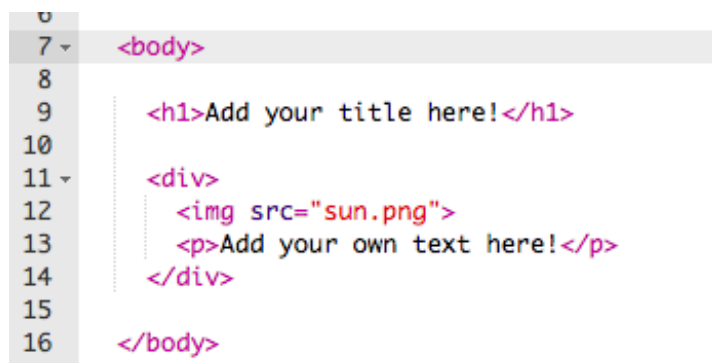 6
7 <body>
8
9 <h1>Add your title here!</h1>
10
11 <div>
12 <img src="sun.png">
13 <p>Add your own text here!</p>
14 </div>
15
16 </body>